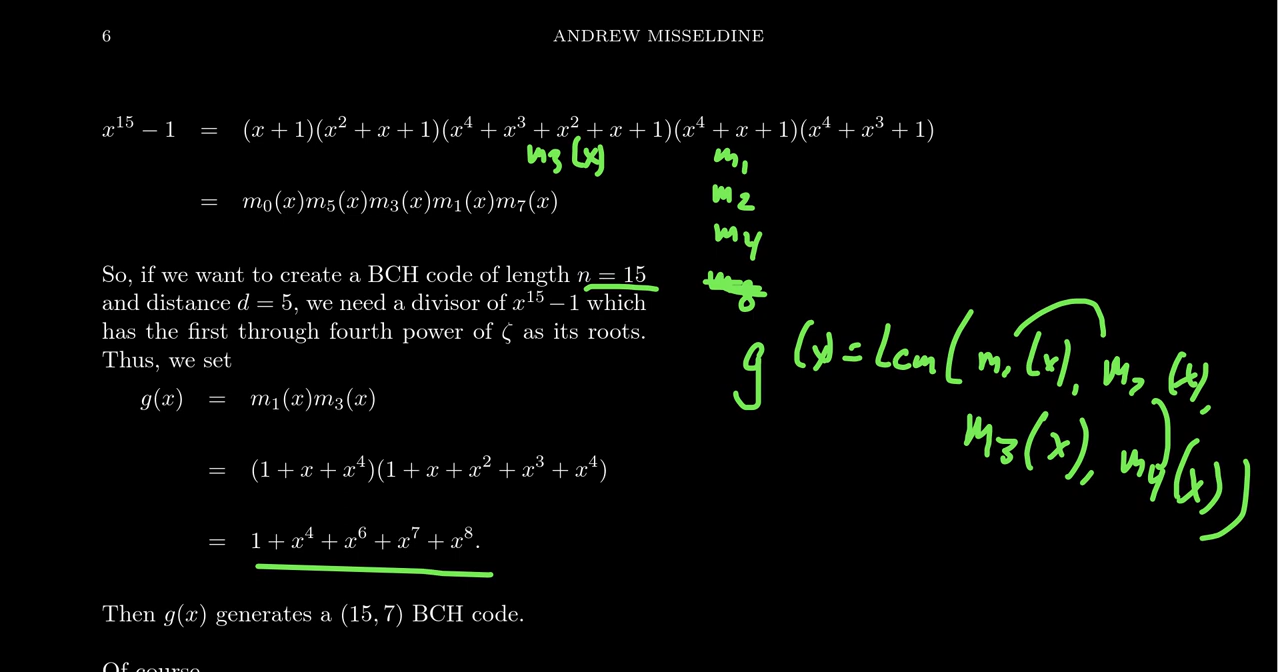 6 ANDREW MISSELDINE
x^15 − 1 = (x + 1)(x^2 + x + 1)(x^4 + x^3 + x^2 + x + 1)(x^4 + x + 1)(x^4 + x^3 + 1)
m3(x) m1
= m0(x)m5(x)m3(x)m1(x)m7(x)
m2
m4
So, if we want to create a BCH code of length n = 15
and distance d = 5, we need a divisor of x^15 − 1 which
has the first through fourth power of ζ as its roots.
Thus, we set
g(x) = Lcm(m1(x), m2(x),
m3(x), m4(x))
g(x) = m1(x)m3(x)
= (1 + x + x^4)(1 + x + x^2 + x^3 + x^4)
= 1 + x^4 + x^6 + x^7 + x^8.
Then g(x) generates a (15, 7) BCH code.
Of course